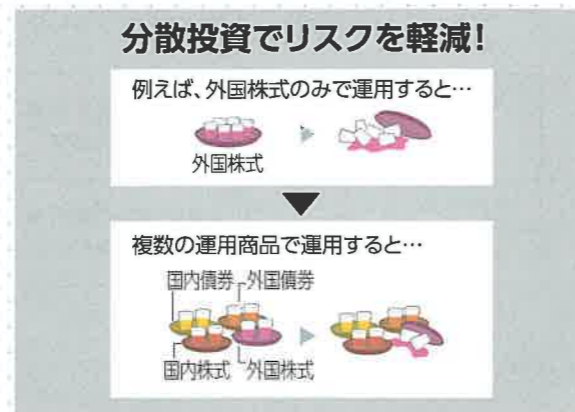 分散投資でリスクを軽減!
例えば、外国株式のみで運用すると…
外国株式
複数の運用商品で運用すると…
国内債券 外国債券
国内株式 外国株式